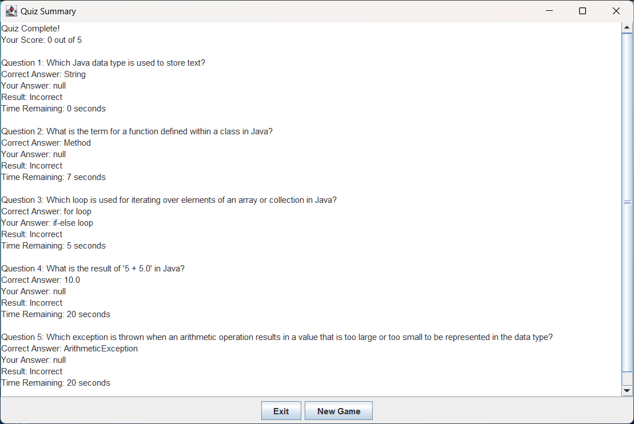 Quiz Summary
Quiz Complete!
Your Score: 0 out of 5
Question 1: Which Java data type is used to store text?
Correct Answer: String
Your Answer: null
Result: Incorrect
Time Remaining: 0 seconds
Question 2: What is the term for a function defined within a class in Java?
Correct Answer: Method
Your Answer: null
Result: Incorrect
Time Remaining: 7 seconds
Question 3: Which loop is used for iterating over elements of an array or collection in Java?
Correct Answer: for loop
Your Answer: if-else loop
Result: Incorrect
Time Remaining: 5 seconds
Question 4: What is the result of '5 + 5.0' in Java?
Correct Answer: 10.0
Your Answer: null
Result: Incorrect
Time Remaining: 20 seconds
Question 5: Which exception is thrown when an arithmetic operation results in a value that is too large or too small to be represented in the data type?
Correct Answer: ArithmeticException
Your Answer: null
Result: Incorrect
Time Remaining: 20 seconds
Exit
New Game